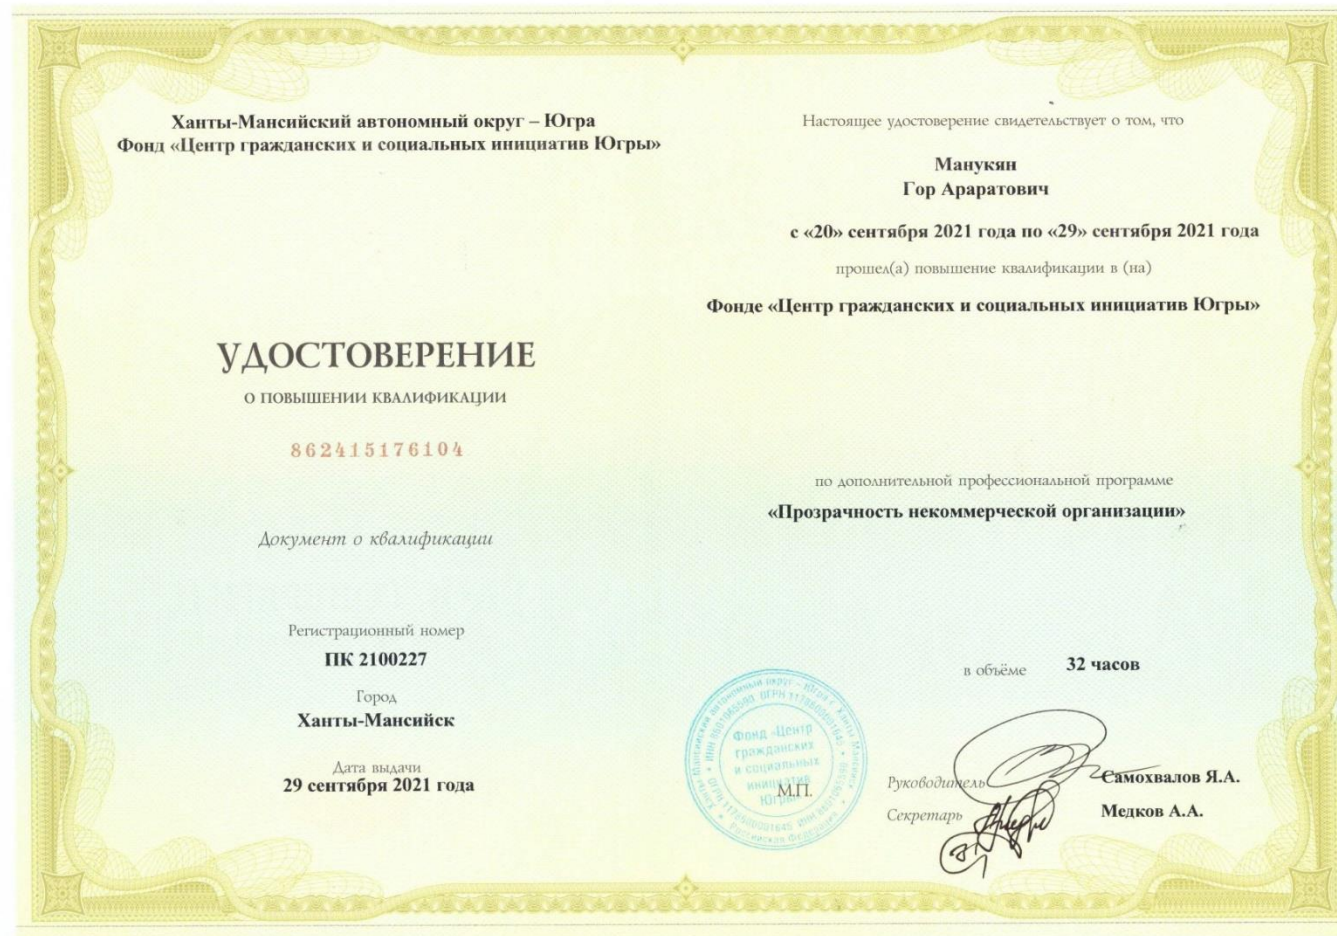 Ханты-Мансийский автономный округ – Югра
Фонд «Центр гражданских и социальных инициатив Югры»
УДОСТОВЕРЕНИЕ
О ПОВЫШЕНИИ КВАЛИФИКАЦИИ
862415176104
Документ о квалификации
Регистрационный номер
ПК 2100227
Город
Ханты-Мансийск
Дата выдачи
29 сентября 2021 года
Настоящее удостоверение свидетельствует о том, что
Манукян
Гор Араратович
с «20» сентября 2021 года по «29» сентября 2021 года
прошел(а) повышение квалификации в (на)
Фонде «Центр гражданских и социальных инициатив Югры»
по дополнительной профессиональной программе
«Прозрачность некоммерческой организации»
в объёме 32 часов
Фонд «Центр
гражданских
и социальных
инициатив
Югры»
М.П.
Руководитель Самохвалов Я.А.
Секретарь Медков А.А.